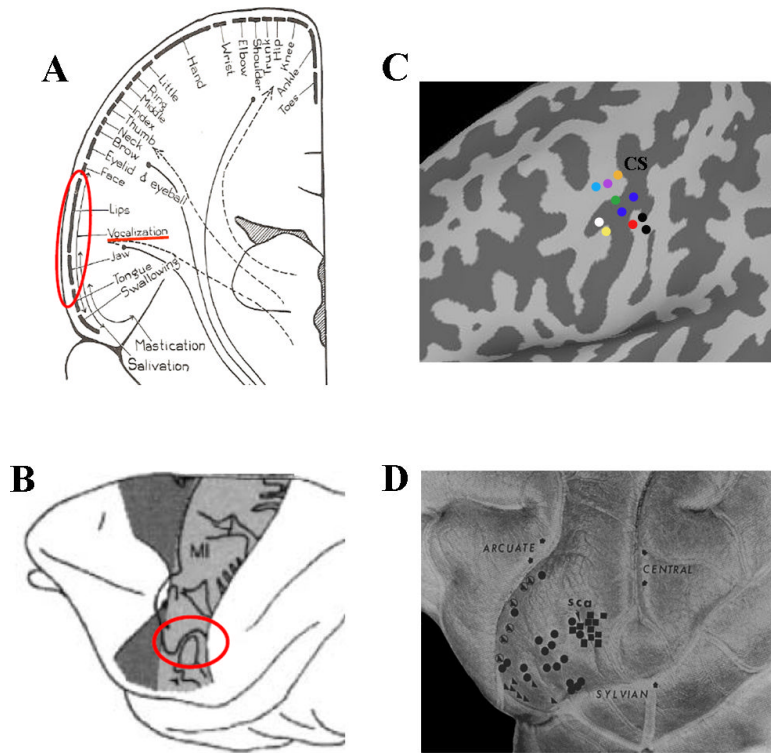 A
Toes
Ankle
Knee
Hip
Trunk
Shoulder
Elbow
Wrist
Hand
Little
Ring
Middle
Index
Thumb
Neck
Brow
Eyelid & eyeball
Face
Lips
Vocalization
Jaw
Tongue
Swallowing
Mastication
Salivation
C
CS
B
MI
D
ARCUATE
CENTRAL
sca
SYLVIAN